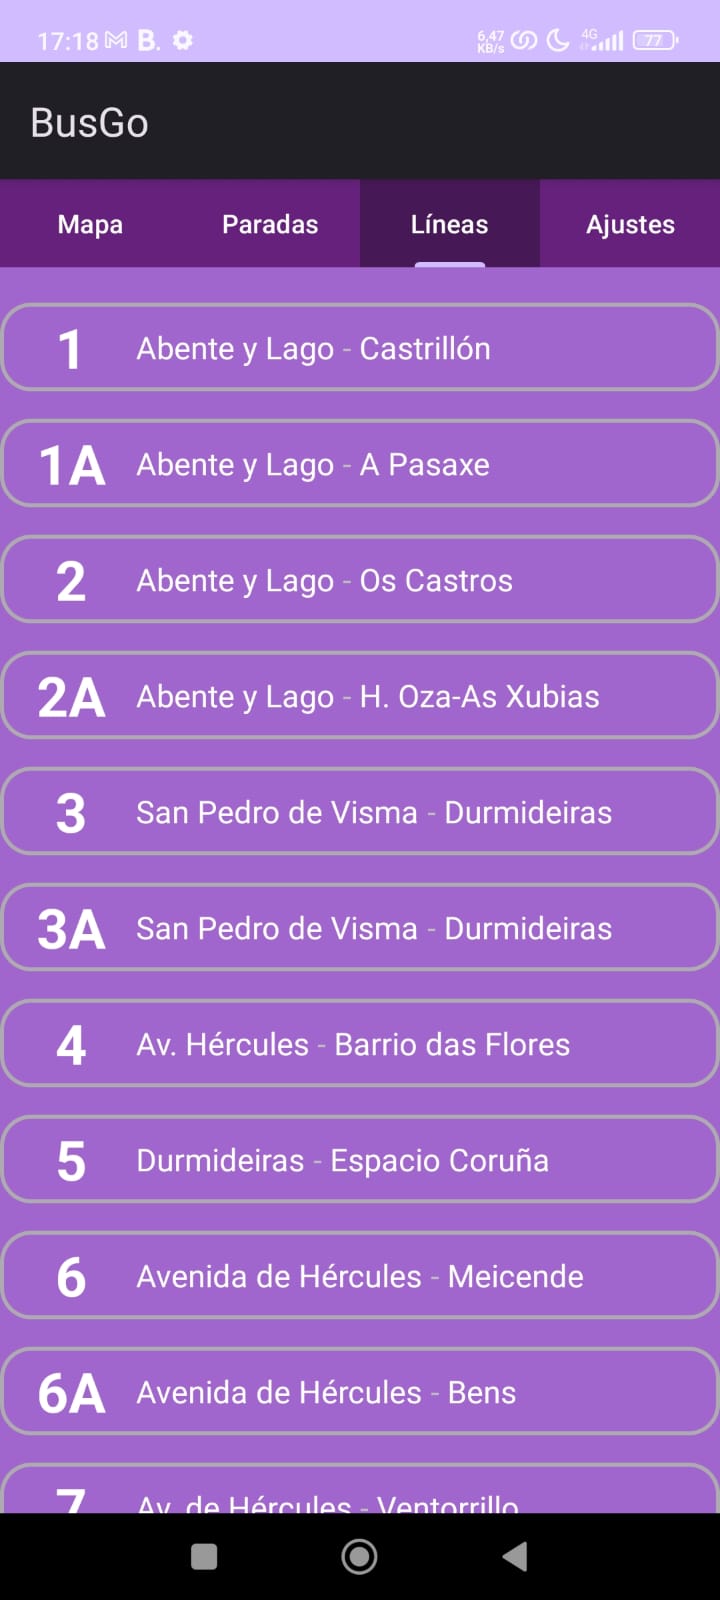 17:18 B. 6,47 KB/s 4G 77
BusGo
Mapa Paradas Líneas Ajustes
1 Abente y Lago - Castrillón
1A Abente y Lago - A Pasaxe
2 Abente y Lago - Os Castros
2A Abente y Lago - H. Oza-As Xubias
3 San Pedro de Visma - Durmideiras
3A San Pedro de Visma - Durmideiras
4 Av. Hércules - Barrio das Flores
5 Durmideiras - Espacio Coruña
6 Avenida de Hércules - Meicende
6A Avenida de Hércules - Bens
7 Av. de Hércules - Ventorrillo